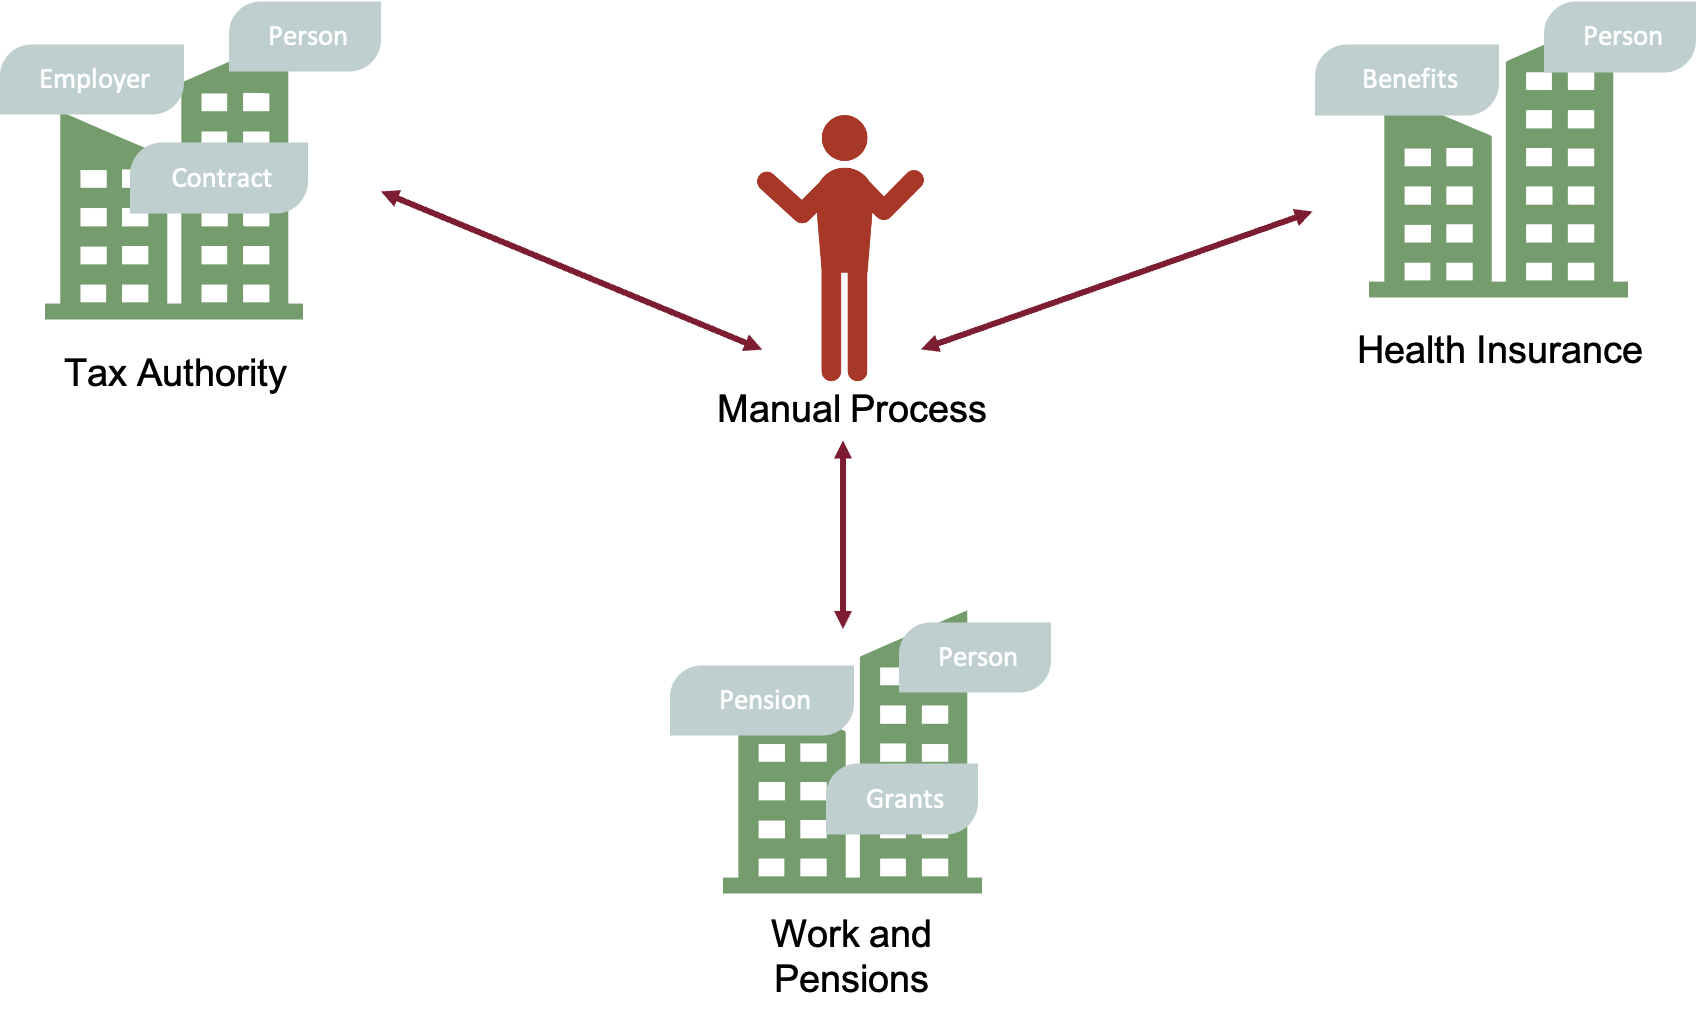 Person
Employer
Contract
Tax Authority
Manual Process
Person
Benefits
Health Insurance
Person
Pension
Grants
Work and
Pensions